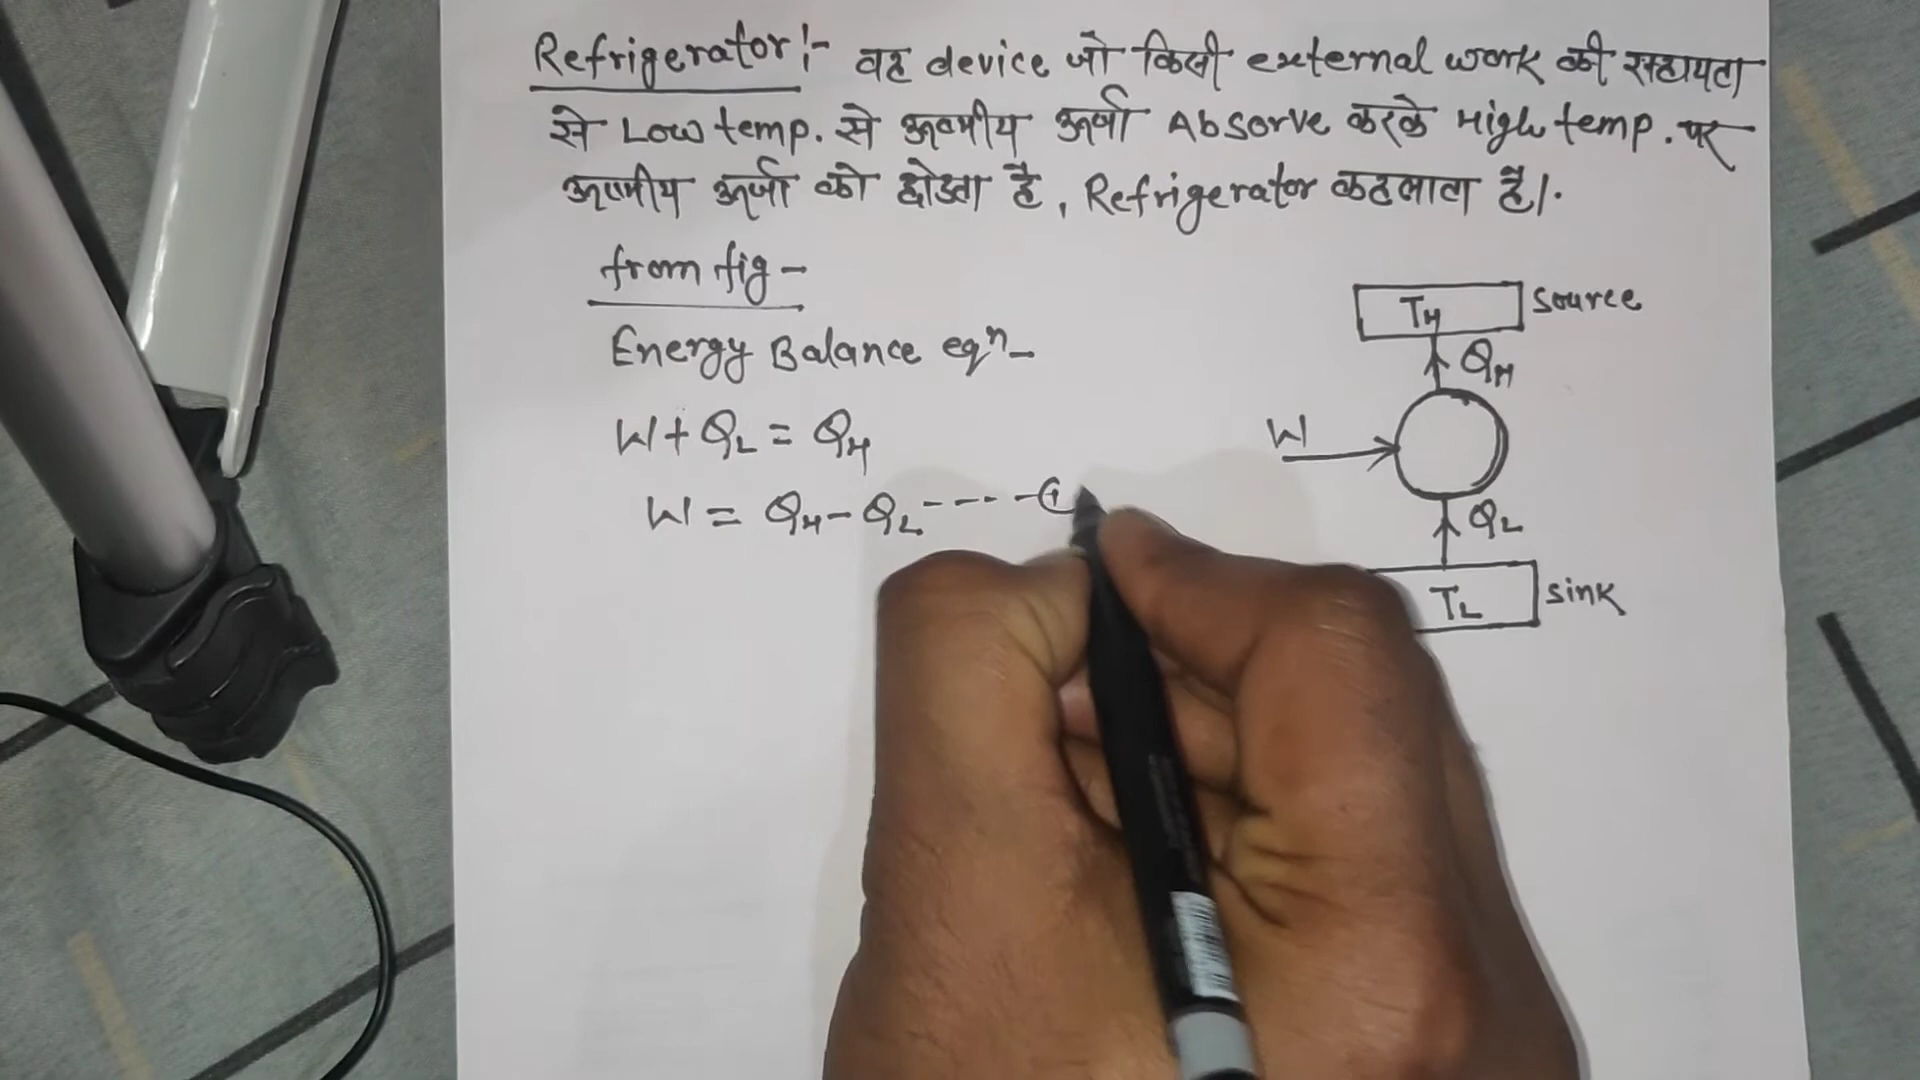 Refrigerator:- वह device जो किसी external work की सहायता
से Low temp. से ऊष्मीय ऊर्जा Absorve करके High temp. पर
ऊष्मीय ऊर्जा को छोडता है, Refrigerator कहलाता है।.
from fig -
TH source
Energy Balance eqⁿ-
QH
W + QL = QH
W
W = QH - QL ---- - (1
QL
TL sink